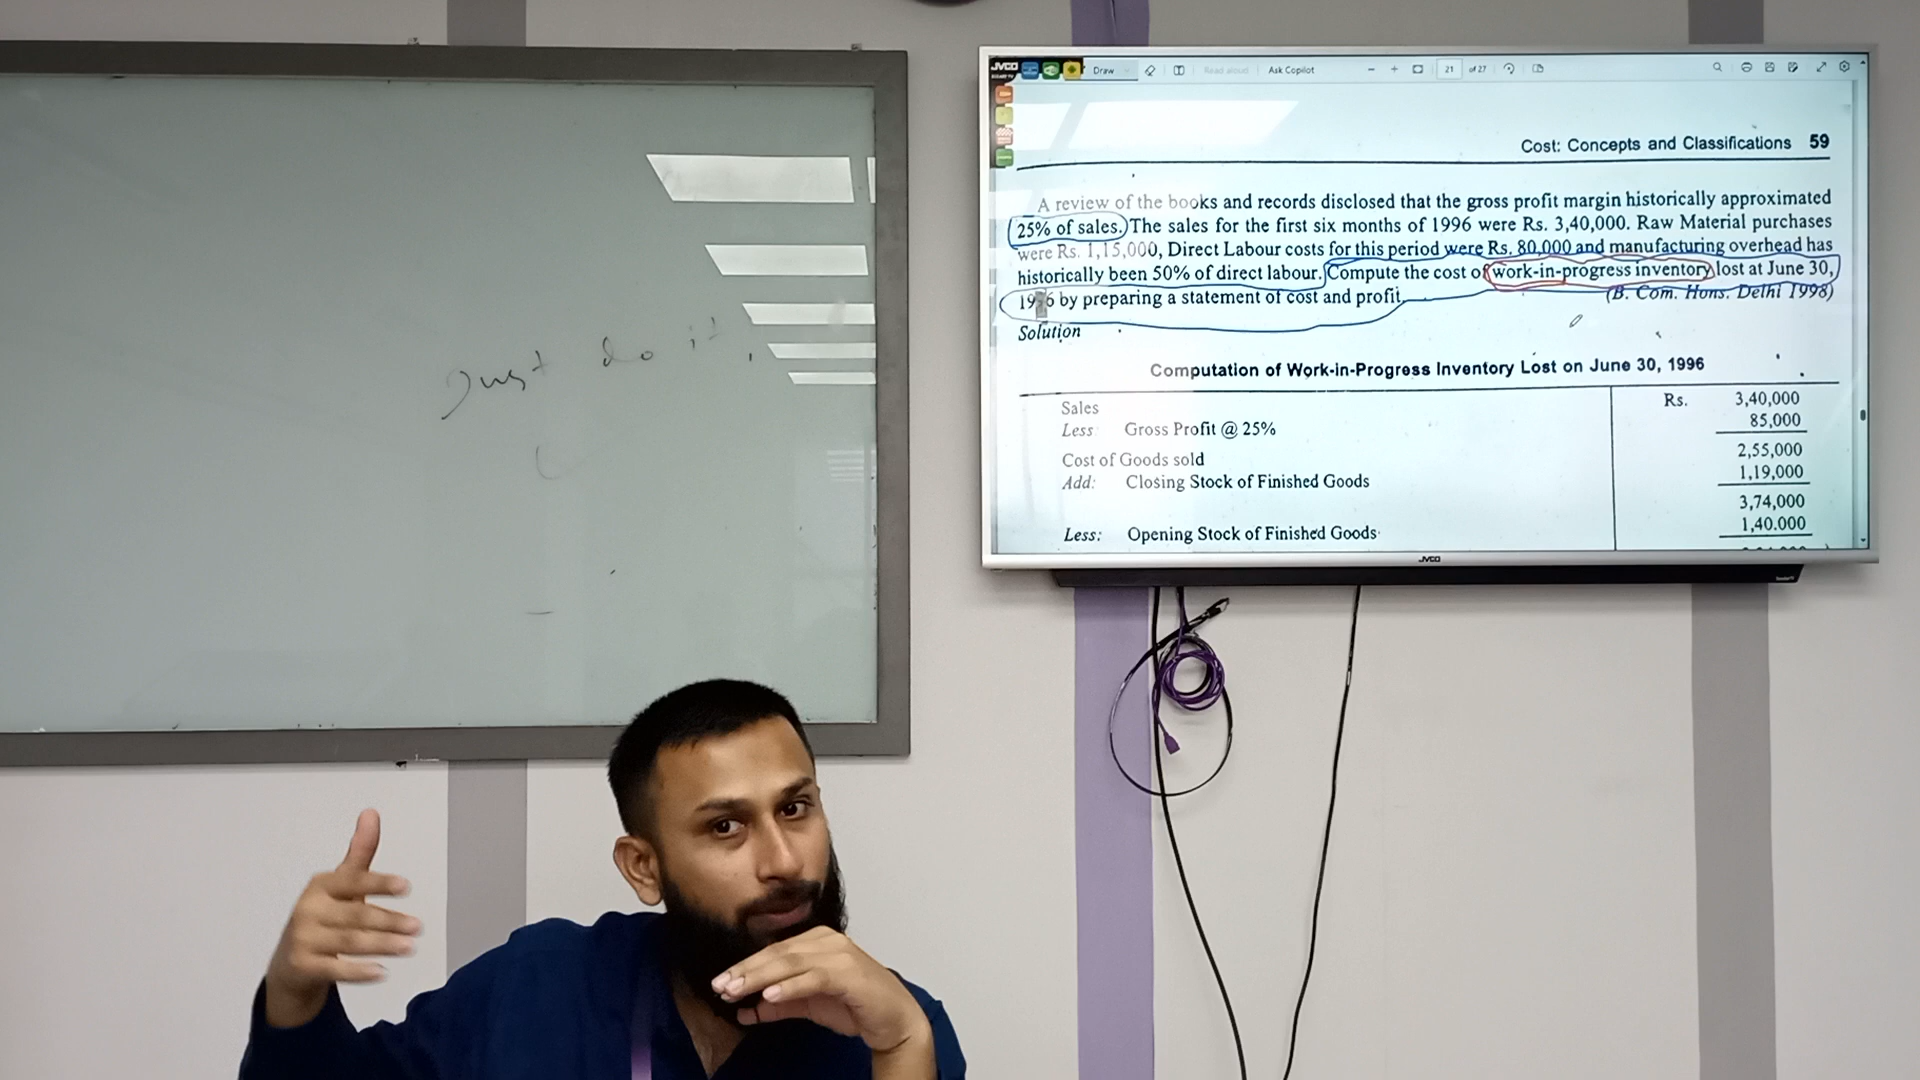 Just do it,
JVCO
Draw
Read aloud
Ask Copilot
21 of 27
Cost: Concepts and Classifications 59
A review of the books and records disclosed that the gross profit margin historically approximated
25% of sales. The sales for the first six months of 1996 were Rs. 3,40,000. Raw Material purchases
were Rs. 1,15,000, Direct Labour costs for this period were Rs. 80,000 and manufacturing overhead has
historically been 50% of direct labour. Compute the cost of work-in-progress inventory lost at June 30,
1996 by preparing a statement of cost and profit.
(B. Com. Hons. Delhi 1998)
Solution
Computation of Work-in-Progress Inventory Lost on June 30, 1996
Sales Rs. 3,40,000
Less Gross Profit @ 25% 85,000
2,55,000
Cost of Goods sold
Add: Closing Stock of Finished Goods 1,19,000
3,74,000
Less: Opening Stock of Finished Goods 1,40.000
JVCO